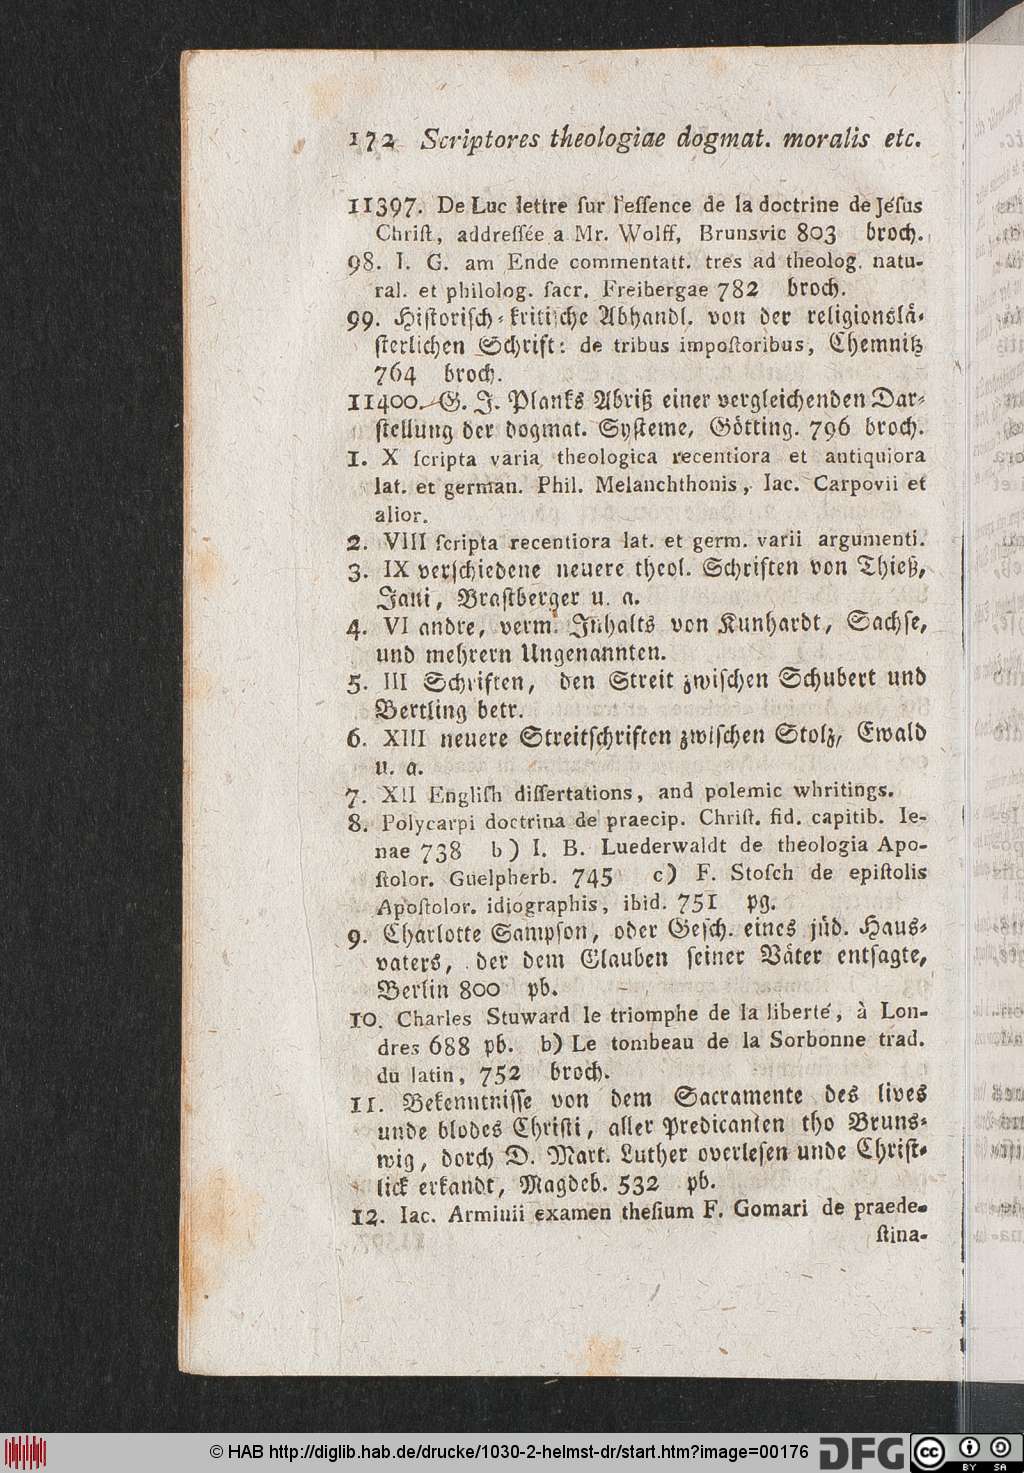 172 Scriptores theologiae dogmat. moralis etc.
11397. De Luc lettre ſur l'eſſence de la doctrine de Jéſus
Chriſt, addreſſée a Mr. Wolff, Brunsvic 803 broch.
98. I. G. am Ende commentatt. tres ad theolog. natu-
ral. et philolog. ſacr. Freibergae 782 broch.
99. Hiſtoriſch-kritiſche Abhandl. von der religionslä-
ſterlichen Schrift: de tribus impoſtoribus, Chemnitz
764 broch.
11400. G. J. Planks Abriß einer vergleichenden Dar-
ſtellung der dogmat. Syſteme, Götting. 796 broch.
1. X ſcripta varia theologica recentiora et antiquiora
lat. et german. Phil. Melanchthonis, Iac. Carpovii et
alior.
2. VIII ſcripta recentiora lat. et germ. varii argumenti.
3. IX verſchiedene neuere theol. Schriften von Thieß,
Jani, Braſtberger u. a.
4. VI andre, verm. Inhalts von Kunhardt, Sachſe,
und mehrern Ungenannten.
5. III Schriften, den Streit zwiſchen Schubert und
Bertling betr.
6. XIII neuere Streitſchriften zwiſchen Stolz, Ewald
u. a.
7. XII Engliſh diſſertations, and polemic whritings.
8. Polycarpi doctrina de praecip. Chriſt. fid. capitib. Ie-
nae 738 b) I. B. Luederwaldt de theologia Apo-
ſtolor. Guelpherb. 745 c) F. Stoſch de epiſtolis
Apoſtolor. idiographis, ibid. 751 pg.
9. Charlotte Sampſon, oder Geſch. eines jüd. Haus-
vaters, der dem Glauben ſeiner Väter entſagte,
Berlin 800 pb.
10. Charles Stuward le triomphe de la liberté, à Lon-
dres 688 pb. b) Le tombeau de la Sorbonne trad.
du latin, 752 broch.
11. Bekenntniſſe von dem Sacramente des lives
unde blodes Chriſti, aller Predicanten tho Bruns-
wig, dorch D. Mart. Luther overleſen unde Chriſt-
lick erkandt, Magdeb. 532 pb.
12. Iac. Arminii examen theſium F. Gomari de praede-
ſtina-
© HAB http://diglib.hab.de/drucke/1030-2-helmst-dr/start.htm?image=00176 DFG cc BY SA